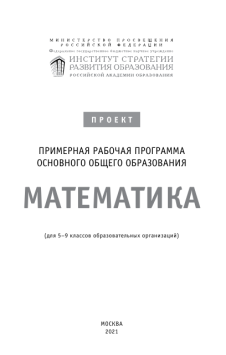 МИНИСТЕРСТВО ПРОСВЕЩЕНИЯ
РОССИЙСКОЙ ФЕДЕРАЦИИ
ИНСТИТУТ СТРАТЕГИИ
РАЗВИТИЯ ОБРАЗОВАНИЯ
РОССИЙСКОЙ АКАДЕМИИ ОБРАЗОВАНИЯ
ПРОЕКТ
ПРИМЕРНАЯ РАБОЧАЯ ПРОГРАММА
ОСНОВНОГО ОБЩЕГО ОБРАЗОВАНИЯ
МАТЕМАТИКА
(для 5–9 классов образовательных организаций)
МОСКВА
2021